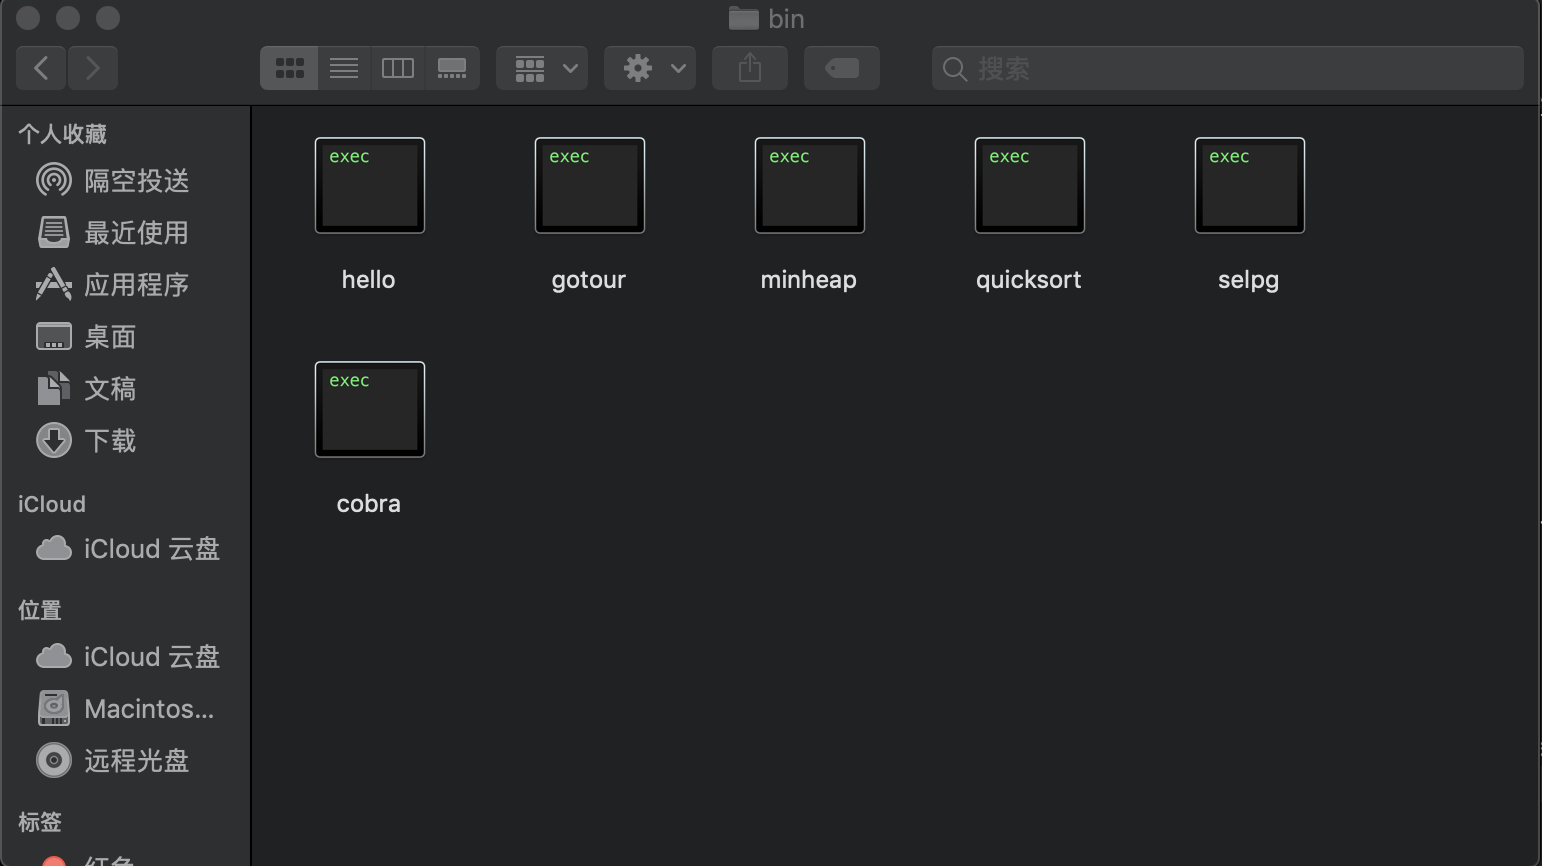 bin
搜索
个人收藏
隔空投送
最近使用
应用程序
桌面
文稿
下载
iCloud
iCloud 云盘
位置
iCloud 云盘
Macintos...
远程光盘
标签
红色
exec exec exec exec exec
hello gotour minheap quicksort selpg
exec
cobra